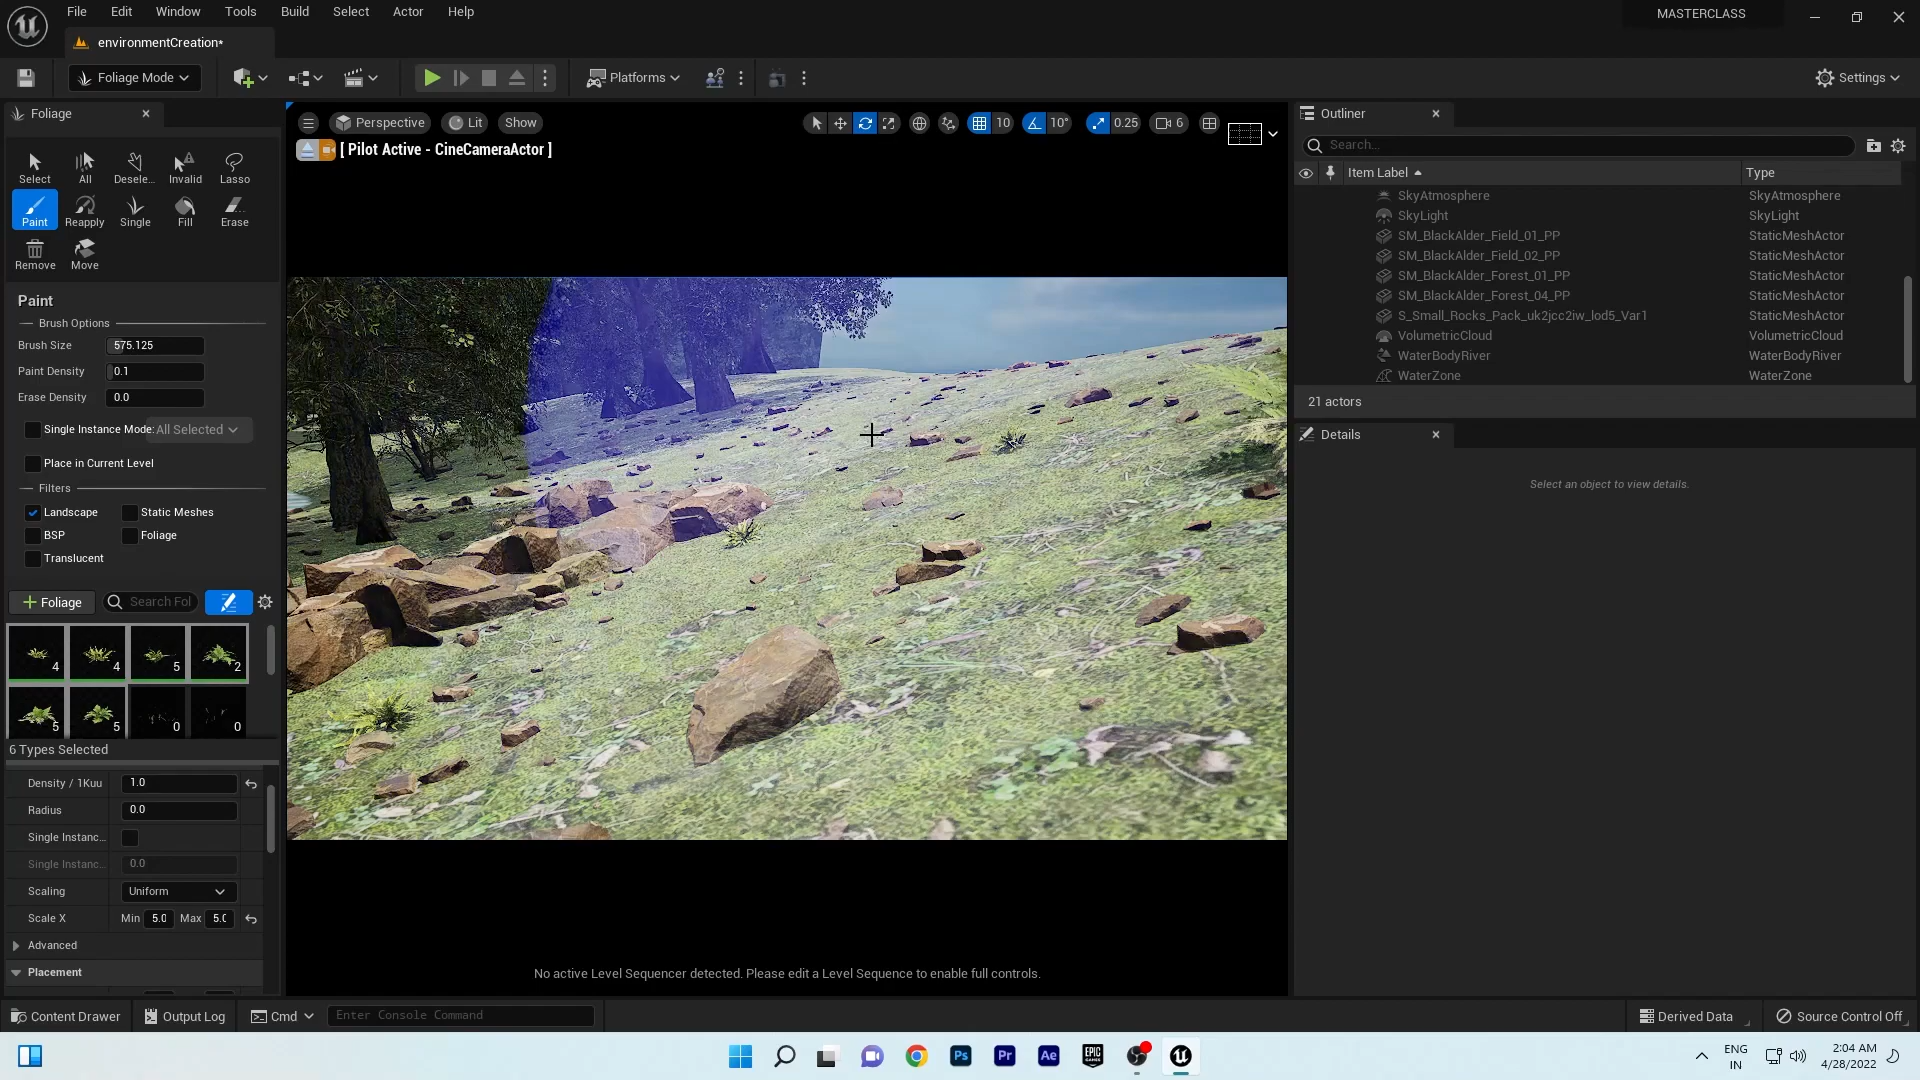 File Edit Window Tools Build Select Actor Help
MASTERCLASS
environmentCreation*
Foliage Mode
Platforms
Settings
Foliage
Select All Desele... Invalid Lasso
Paint Reapply Single Fill Erase
Remove Move
Paint
Brush Options
Brush Size 575.125
Paint Density 0.1
Erase Density 0.0
Single Instance Mode: All Selected
Place in Current Level
Filters
Landscape Static Meshes
BSP Foliage
Translucent
+ Foliage Search Fol
4 4 5 2
5 5 0 0
6 Types Selected
Density / 1Kuu 1.0
Radius 0.0
Single Instanc...
Single Instanc... 0.0
Scaling Uniform
Scale X Min 5.0 Max 5.0
Advanced
Placement
Perspective Lit Show
10 10° 0.25 6
[ Pilot Active - CineCameraActor ]
No active Level Sequencer detected. Please edit a Level Sequence to enable full controls.
Outliner
Search...
Item Label Type
SkyAtmosphere SkyAtmosphere
SkyLight SkyLight
SM_BlackAlder_Field_01_PP StaticMeshActor
SM_BlackAlder_Field_02_PP StaticMeshActor
SM_BlackAlder_Forest_01_PP StaticMeshActor
SM_BlackAlder_Forest_04_PP StaticMeshActor
S_Small_Rocks_Pack_uk2jcc2iw_lod5_Var1 StaticMeshActor
VolumetricCloud VolumetricCloud
WaterBodyRiver WaterBodyRiver
WaterZone WaterZone
21 actors
Details
Select an object to view details.
Content Drawer Output Log Cmd Enter Console Command
Derived Data Source Control Off
Ps Pr Ae EPIC GAMES
ENG
IN
2:04 AM
4/28/2022